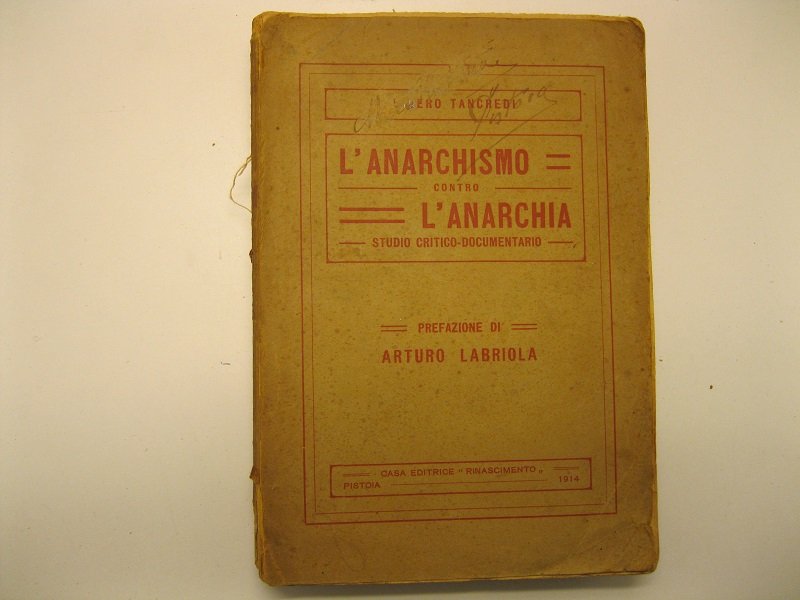 TANCREDI
L'ANARCHISMO
CONTRO
L'ANARCHIA
STUDIO CRITICO-DOCUMENTARIO
PREFAZIONE DI
ARTURO LABRIOLA
CASA EDITRICE "RINASCIMENTO„
PISTOIA 1914